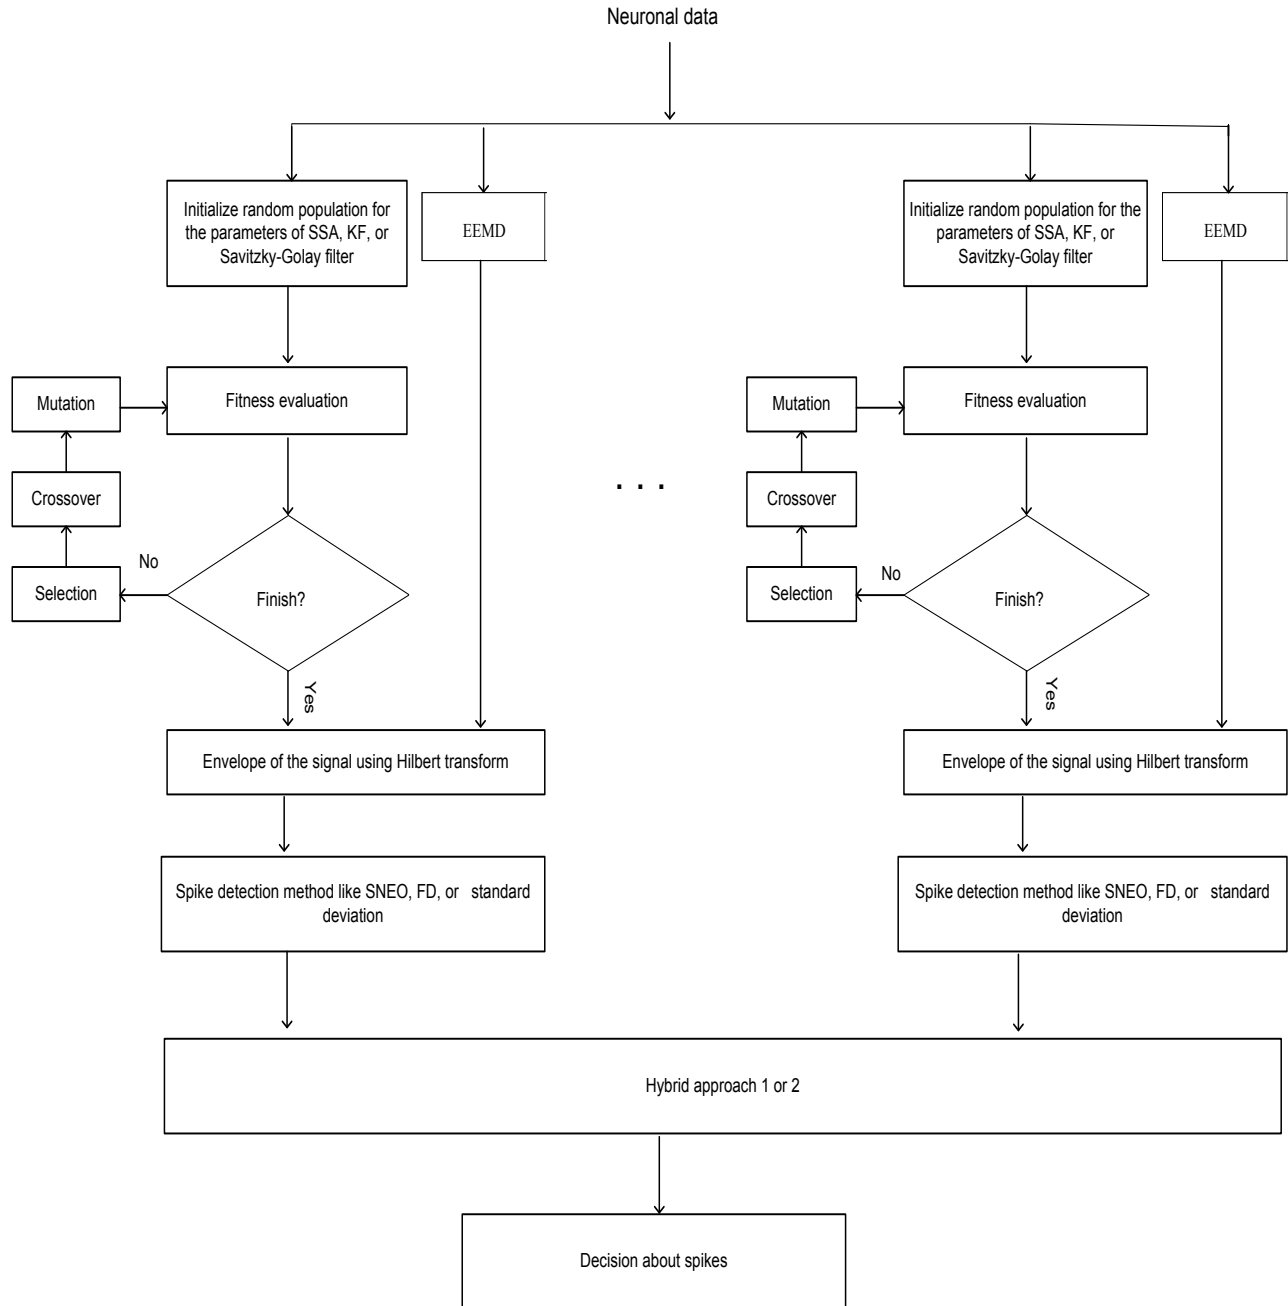 Neuronal data
Initialize random population for
the parameters of SSA, KF, or
Savitzky-Golay filter
EEMD
Initialize random population for the
parameters of SSA, KF, or
Savitzky-Golay filter
EEMD
Mutation
Fitness evaluation
Mutation
Fitness evaluation
Crossover
. . .
Crossover
No
Selection
Finish?
No
Selection
Finish?
Yes
Yes
Envelope of the signal using Hilbert transform
Envelope of the signal using Hilbert transform
Spike detection method like SNEO, FD, or standard
deviation
Spike detection method like SNEO, FD, or standard
deviation
Hybrid approach 1 or 2
Decision about spikes